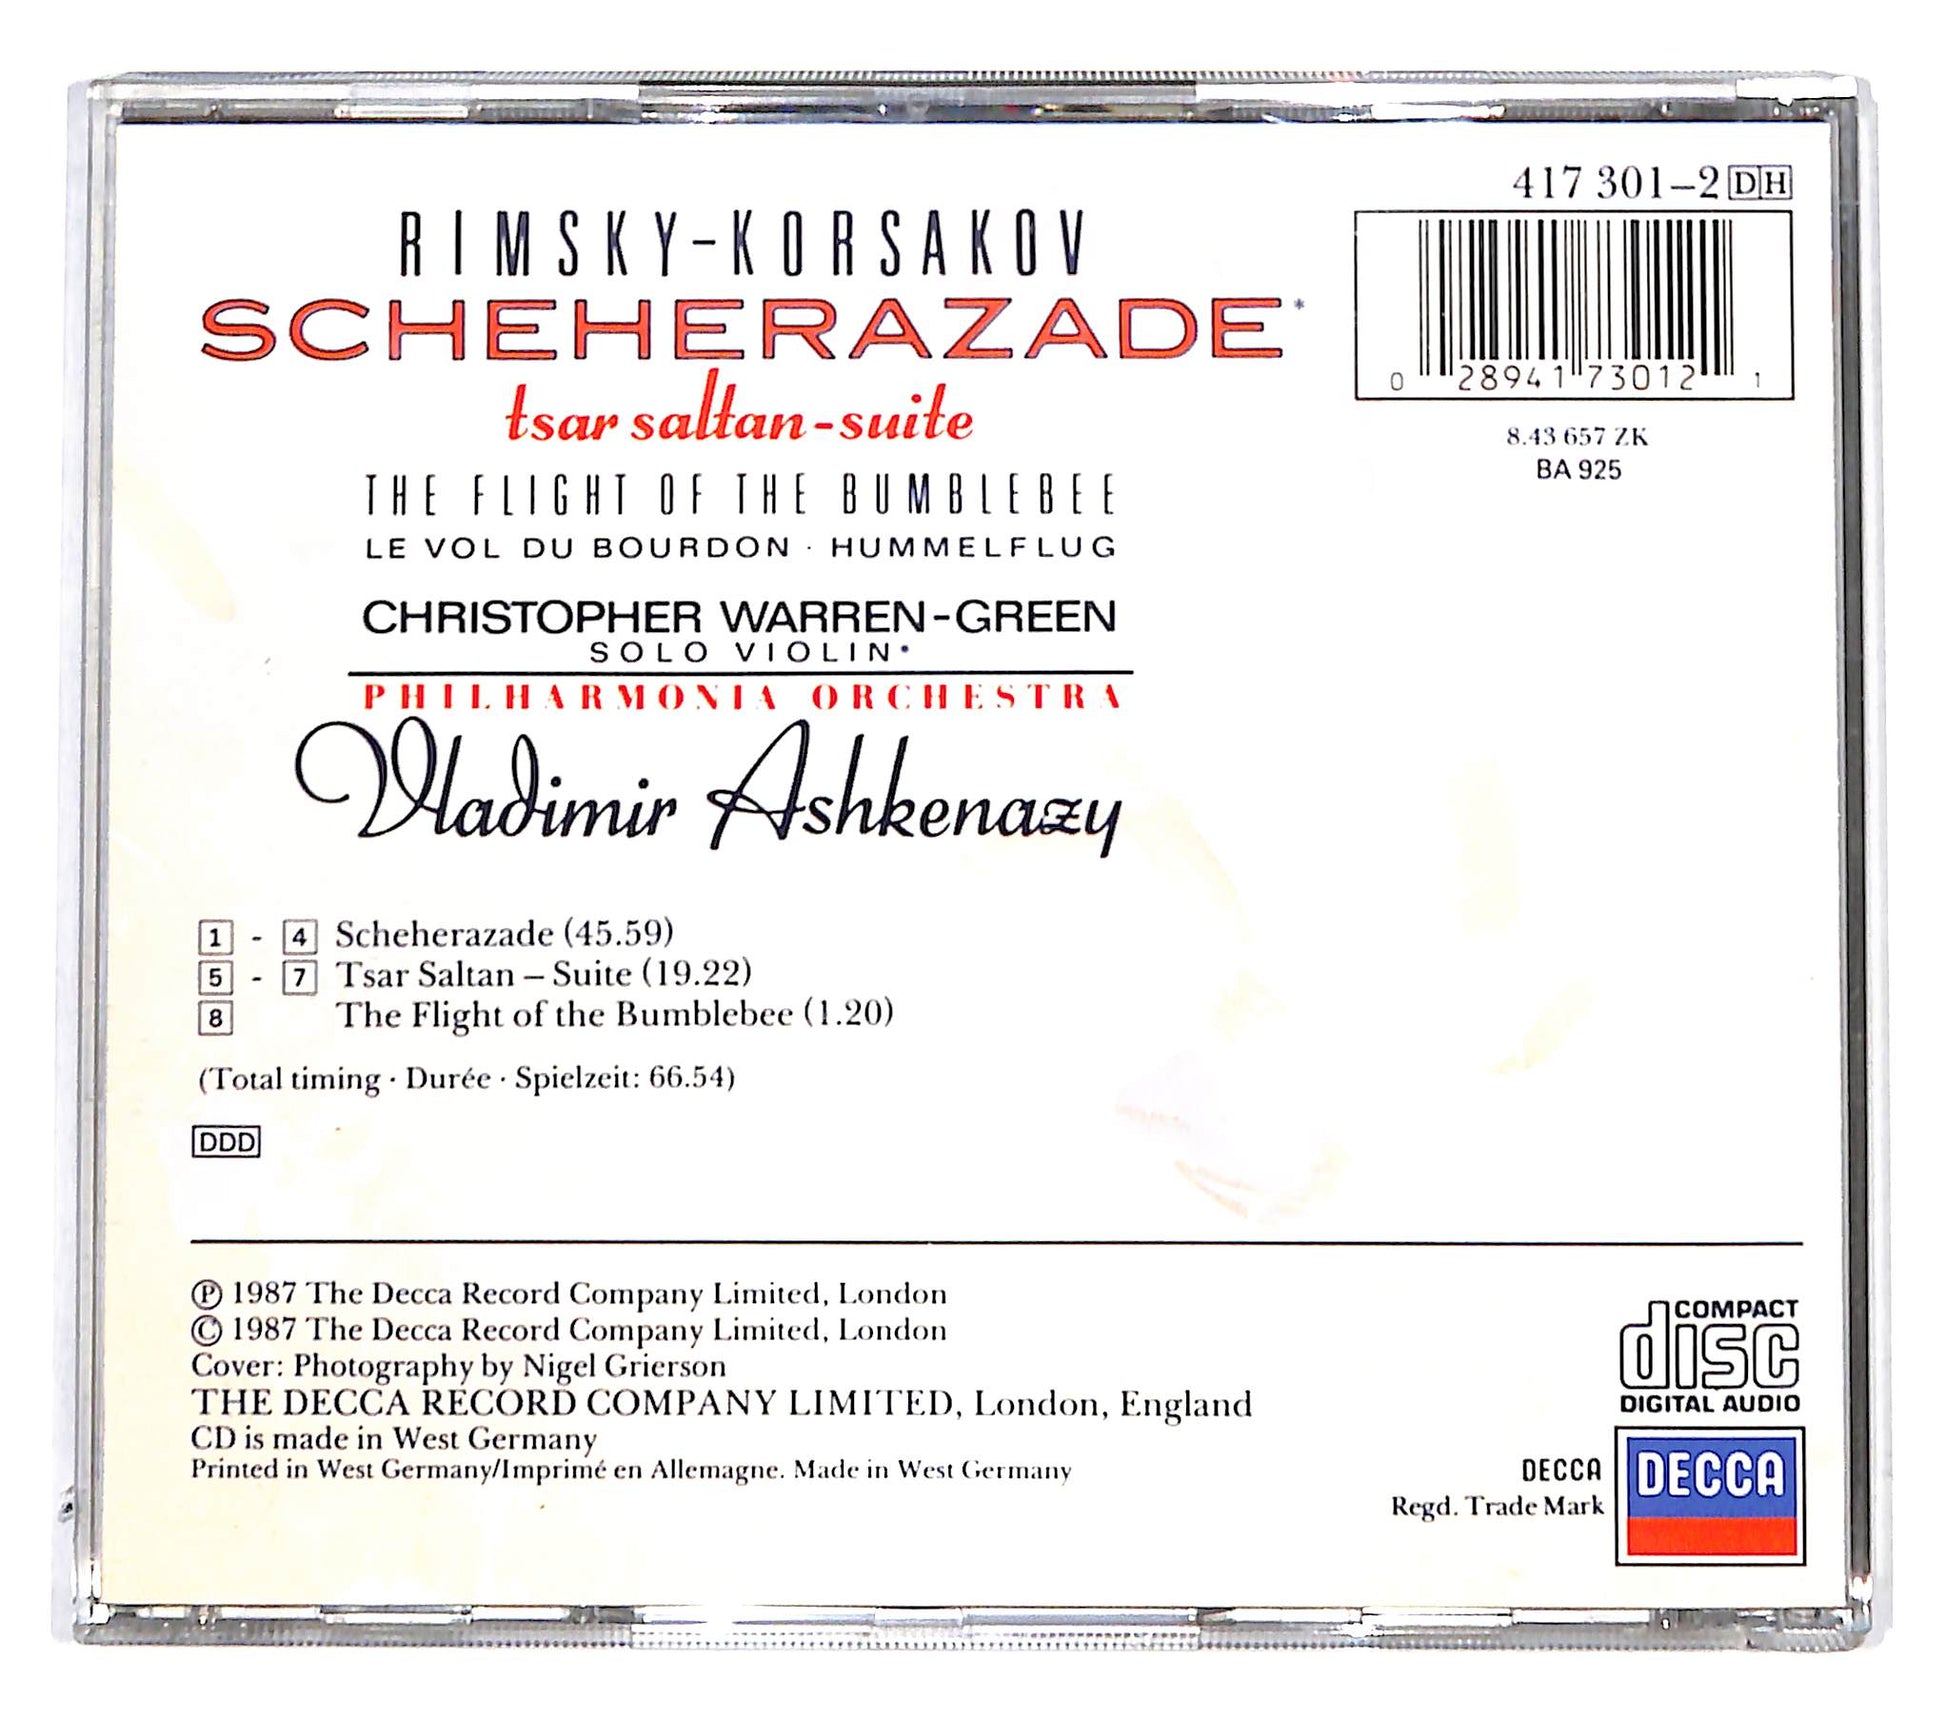 417 301-2 DH
RIMSKY-KORSAKOV
SCHEHERAZADE*
tsar saltan-suite
0 28941 73012 1
8.43 657 ZK
BA 925
THE FLIGHT OF THE BUMBLEBEE
LE VOL DU BOURDON · HUMMELFLUG
CHRISTOPHER WARREN-GREEN
SOLO VIOLIN*
PHILHARMONIA ORCHESTRA
Vladimir Ashkenazy
1 - 4 Scheherazade (45.59)
5 - 7 Tsar Saltan – Suite (19.22)
8 The Flight of the Bumblebee (1.20)
(Total timing · Durée · Spielzeit: 66.54)
DDD
Ⓟ 1987 The Decca Record Company Limited, London
© 1987 The Decca Record Company Limited, London
Cover: Photography by Nigel Grierson
THE DECCA RECORD COMPANY LIMITED, London, England
CD is made in West Germany
Printed in West Germany/Imprimé en Allemagne. Made in West Germany
COMPACT
disc
DIGITAL AUDIO
DECCA
Regd. Trade Mark
DECCA